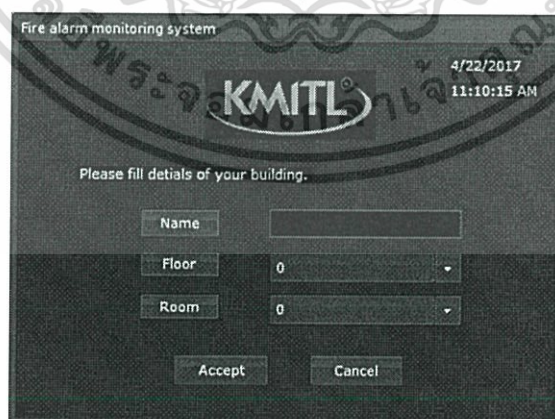 Fire alarm monitoring system
4/22/2017
11:10:15 AM
KMITL
Please fill detials of your building.
Name
Floor 0
Room 0
Accept Cancel